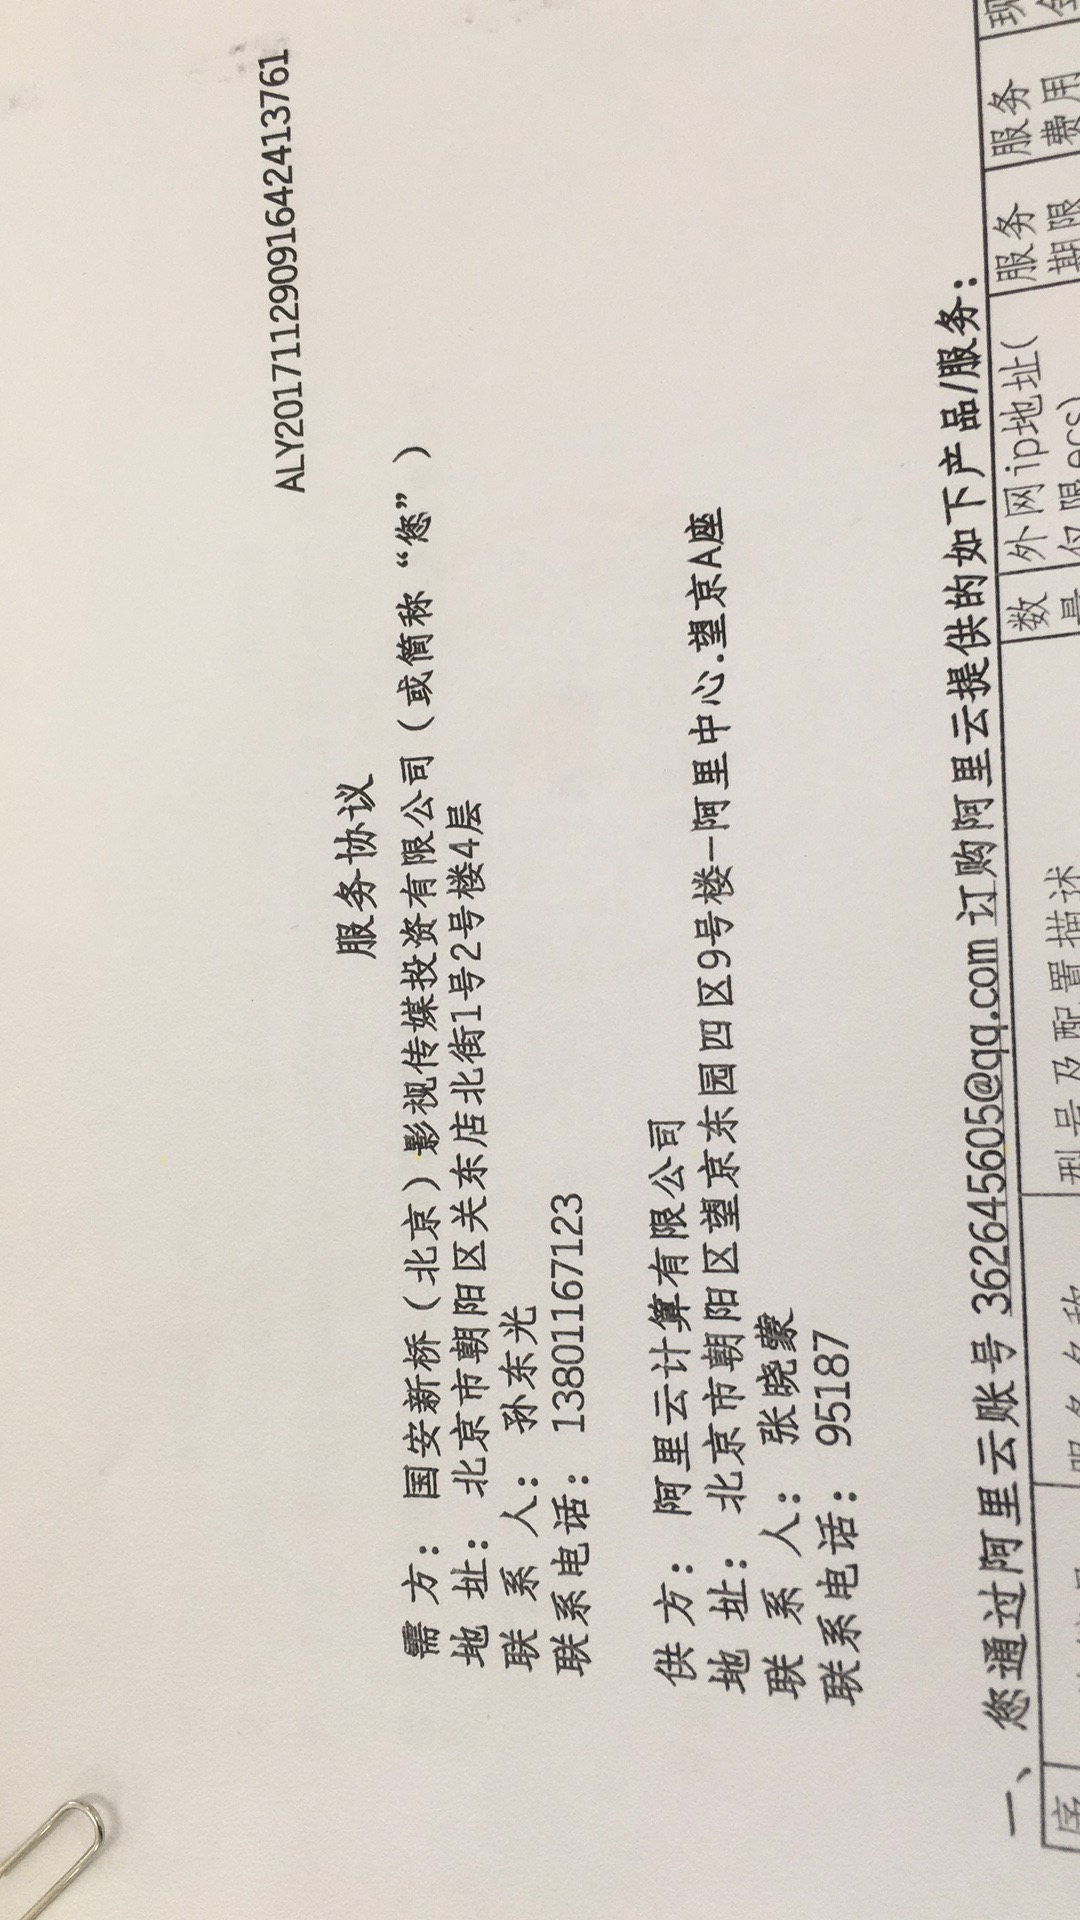 ALY20171129091642413761
服务协议
需 方： 国安新桥（北京）影视传媒投资有限公司（或简称“您”）
地 址： 北京市朝阳区关东店北街1号2号楼4层
联 系 人： 孙东光
联系电话： 13801167123
供 方： 阿里云计算有限公司
地 址： 北京市朝阳区望京东园四区9号楼-阿里中心.望京A座
联 系 人： 张晓蒙
联系电话： 95187
一、您通过阿里云账号 362645605@qq.com 订购阿里云提供的如下产品/服务：
序 服务名称 型号及配置描述 数 外网ip地址( 服务 服务 现
量 仅限ecs) 期限 费用